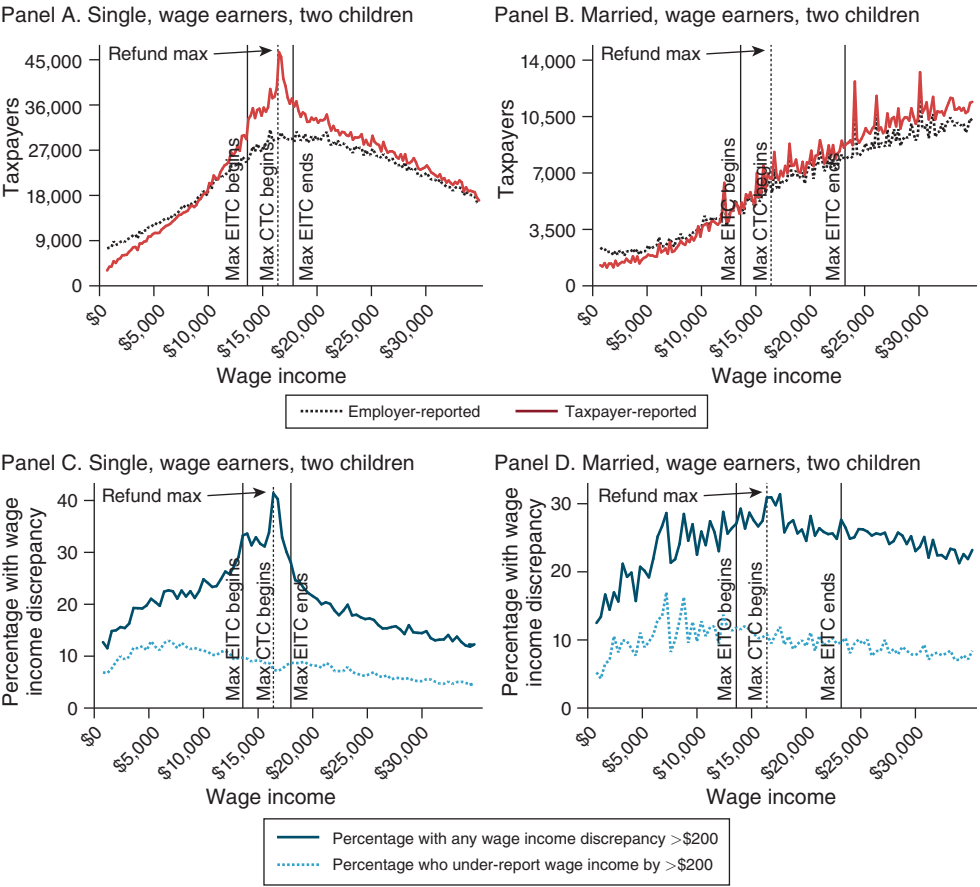 Panel A. Single, wage earners, two children
Refund max
45,000
36,000
27,000
18,000
9,000
0
Taxpayers
Max EITC begins
Max CTC begins
Max EITC ends
$0
$5,000
$10,000
$15,000
$20,000
$25,000
$30,000
Wage income
Panel B. Married, wage earners, two children
Refund max
14,000
10,500
7,000
3,500
0
Taxpayers
Max EITC begins
Max CTC begins
Max EITC ends
$0
$5,000
$10,000
$15,000
$20,000
$25,000
$30,000
Wage income
Employer-reported
Taxpayer-reported
Panel C. Single, wage earners, two children
Refund max
40
30
20
10
0
Percentage with wage
income discrepancy
Max EITC begins
Max CTC begins
Max EITC ends
$0
$5,000
$10,000
$15,000
$20,000
$25,000
$30,000
Wage income
Panel D. Married, wage earners, two children
Refund max
30
20
10
0
Percentage with wage
income discrepancy
Max EITC begins
Max CTC begins
Max EITC ends
$0
$5,000
$10,000
$15,000
$20,000
$25,000
$30,000
Wage income
Percentage with any wage income discrepancy >$200
Percentage who under-report wage income by >$200